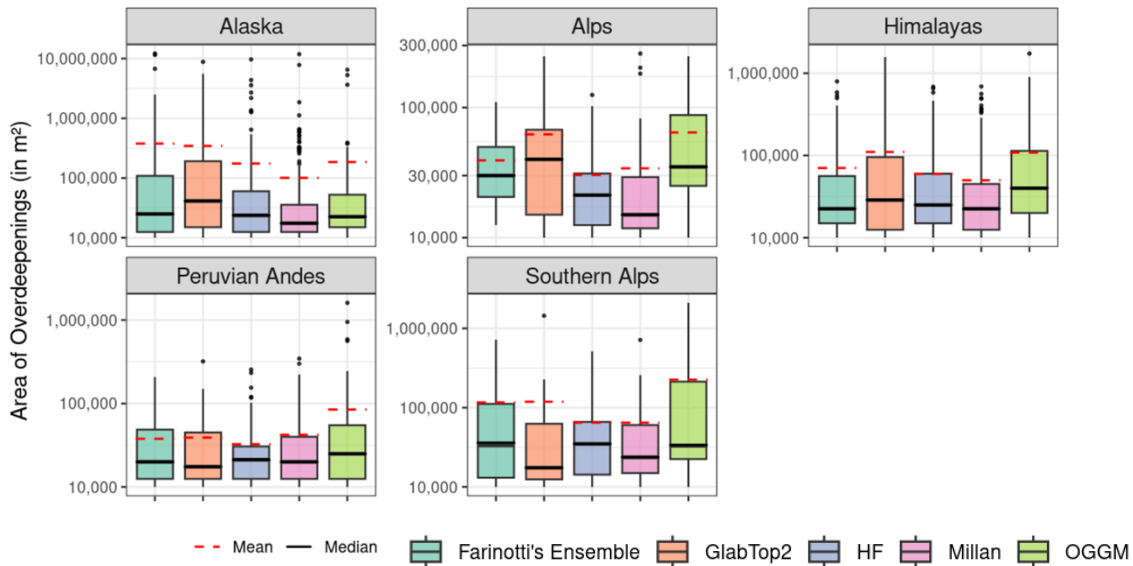 Alaska
Alps
Himalayas
10,000,000
1,000,000
100,000
10,000
300,000
100,000
30,000
10,000
1,000,000
100,000
10,000
Area of Overdeepenings (in m²)
Peruvian Andes
Southern Alps
1,000,000
100,000
10,000
1,000,000
100,000
10,000
Mean Median Farinotti's Ensemble GlabTop2 HF Millan OGGM